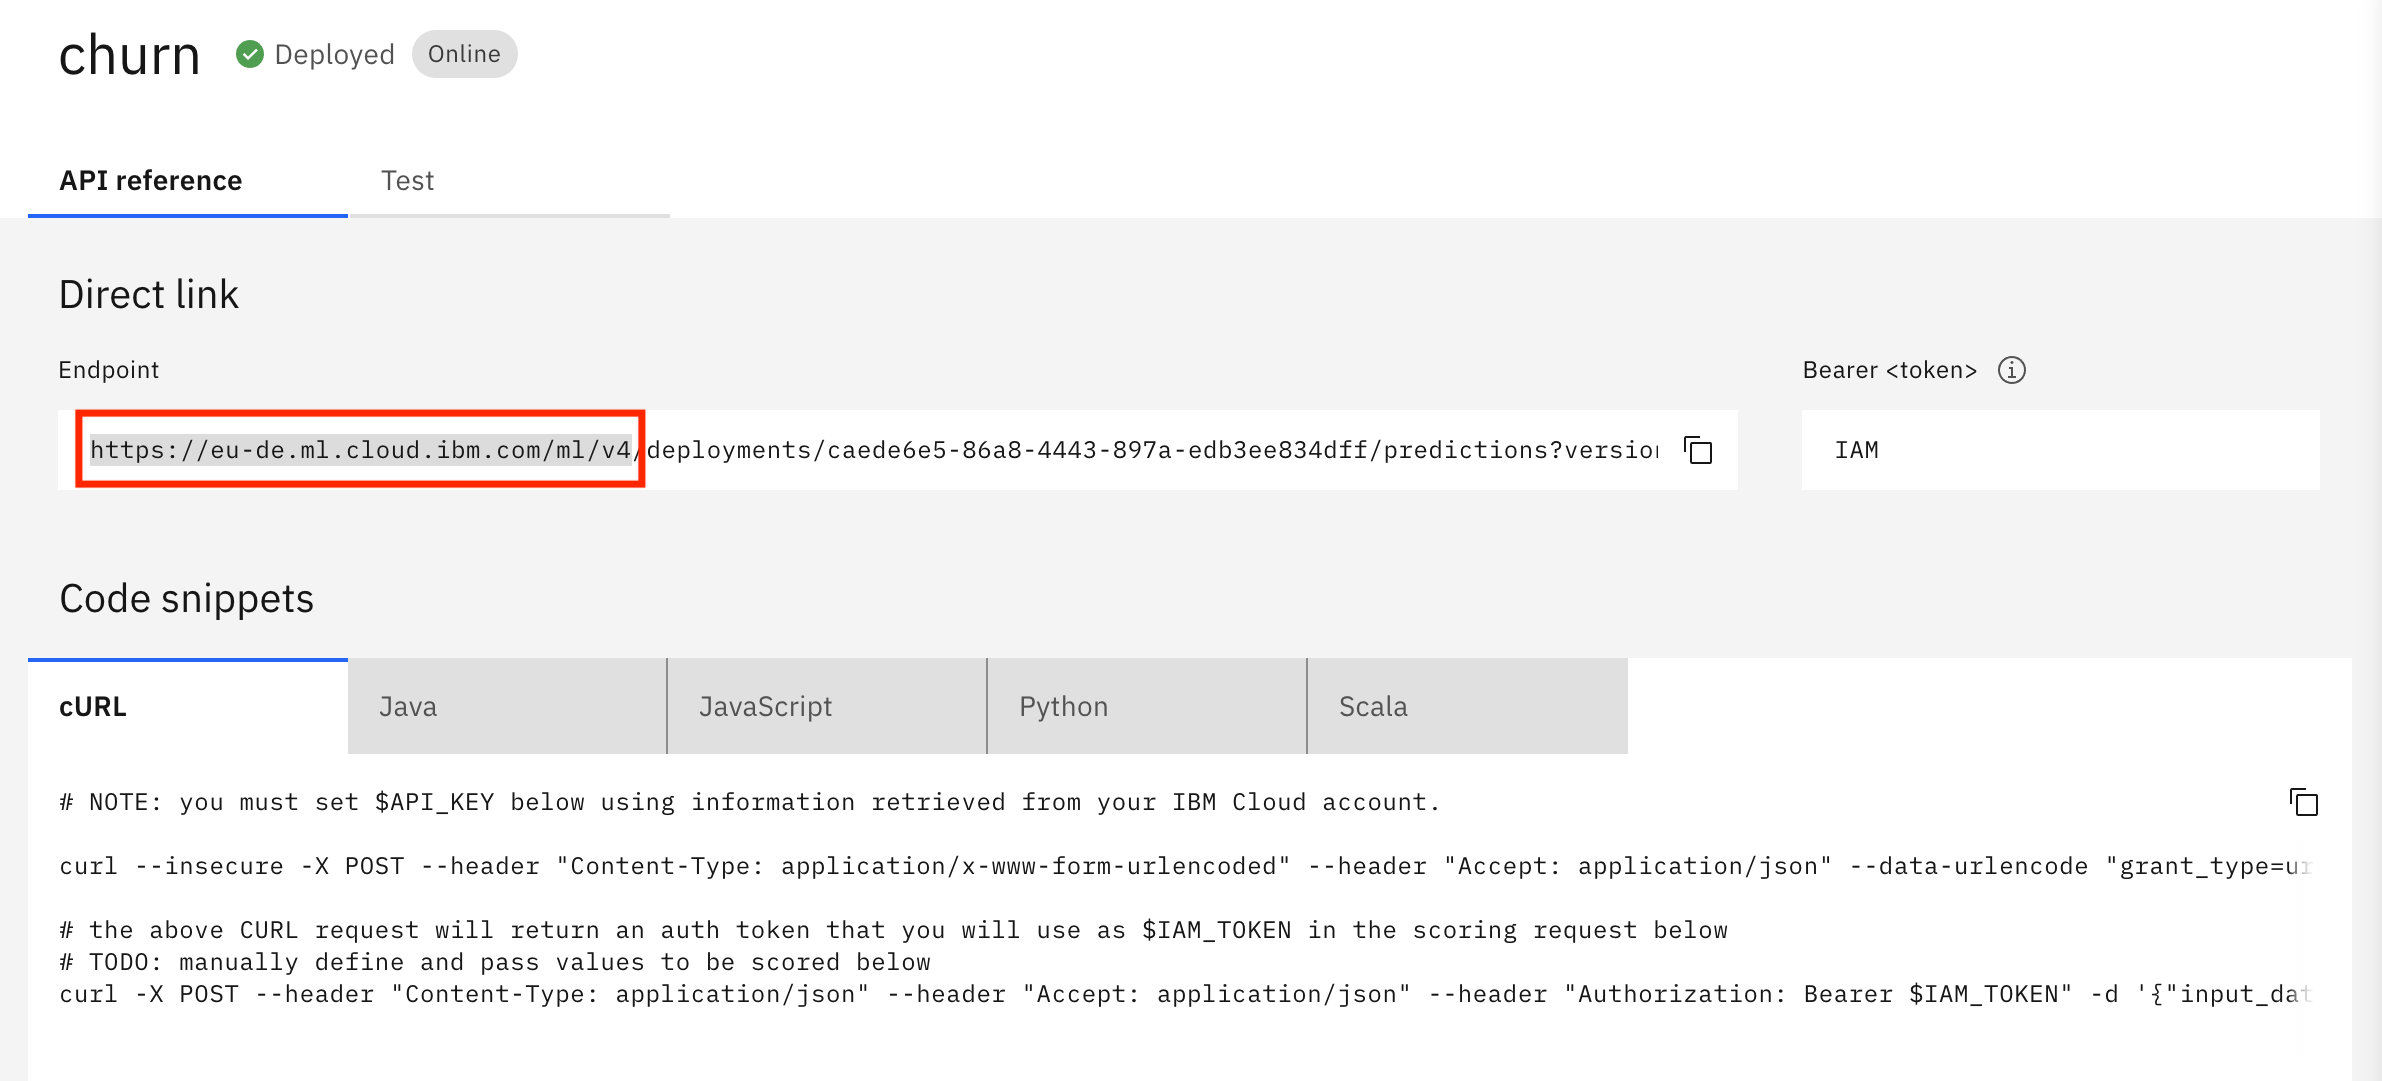 churn Deployed Online
API reference Test
Direct link
Endpoint Bearer <token>
https://eu-de.ml.cloud.ibm.com/ml/v4/deployments/caede6e5-86a8-4443-897a-edb3ee834dff/predictions?version IAM
Code snippets
cURL Java JavaScript Python Scala
# NOTE: you must set $API_KEY below using information retrieved from your IBM Cloud account.
curl --insecure -X POST --header "Content-Type: application/x-www-form-urlencoded" --header "Accept: application/json" --data-urlencode "grant_type=ur
# the above CURL request will return an auth token that you will use as $IAM_TOKEN in the scoring request below
# TODO: manually define and pass values to be scored below
curl -X POST --header "Content-Type: application/json" --header "Accept: application/json" --header "Authorization: Bearer $IAM_TOKEN" -d '{"input_dat